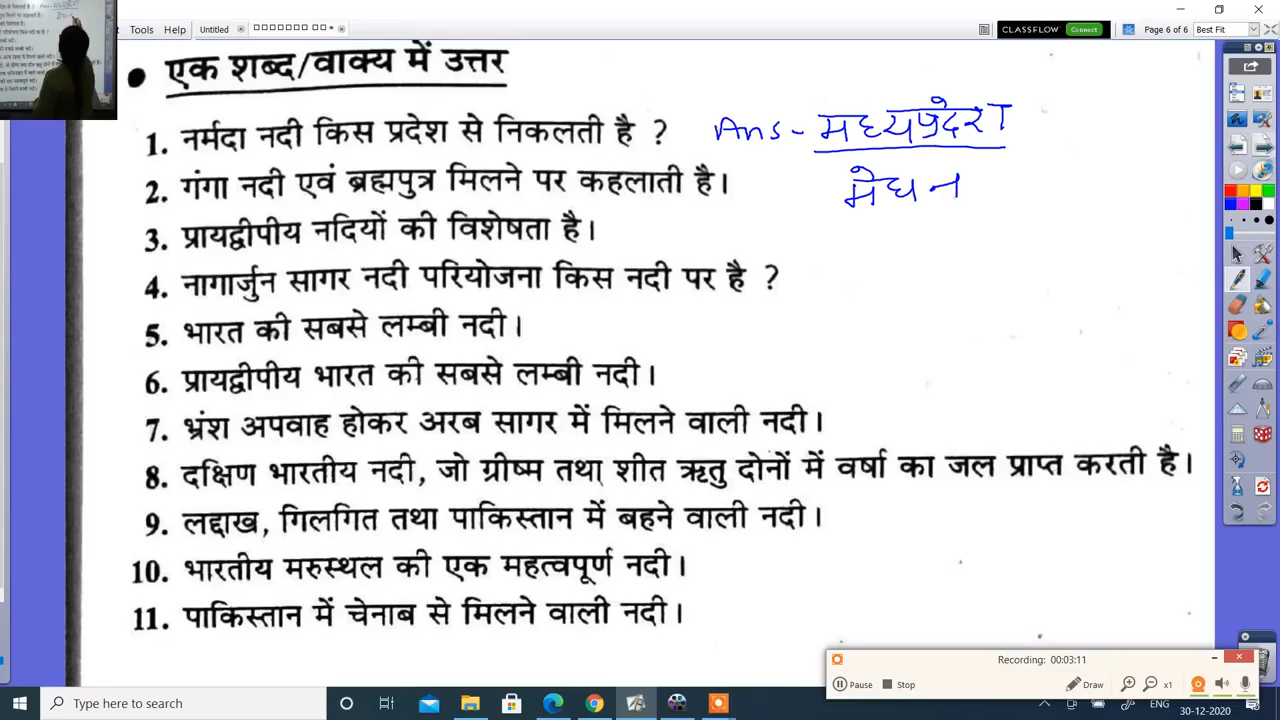 Tools Help Untitled CLASSFLOW Connect Page 6 of 6 Best Fit
• एक शब्द/वाक्य में उत्तर
1. नर्मदा नदी किस प्रदेश से निकलती है ? Ans - मध्यप्रदेश
2. गंगा नदी एवं ब्रह्मपुत्र मिलने पर कहलाती है। मेघन
3. प्रायद्वीपीय नदियों की विशेषता है।
4. नागार्जुन सागर नदी परियोजना किस नदी पर है ?
5. भारत की सबसे लम्बी नदी।
6. प्रायद्वीपीय भारत की सबसे लम्बी नदी।
7. भ्रंश अपवाह होकर अरब सागर में मिलने वाली नदी।
8. दक्षिण भारतीय नदी, जो ग्रीष्म तथा शीत ऋतु दोनों में वर्षा का जल प्राप्त करती है।
9. लद्दाख, गिलगित तथा पाकिस्तान में बहने वाली नदी।
10. भारतीय मरुस्थल की एक महत्वपूर्ण नदी।
11. पाकिस्तान में चेनाब से मिलने वाली नदी।
Recording: 00:03:11
Pause Stop Draw x1
Type here to search ENG 3:11 PM 30-12-2020